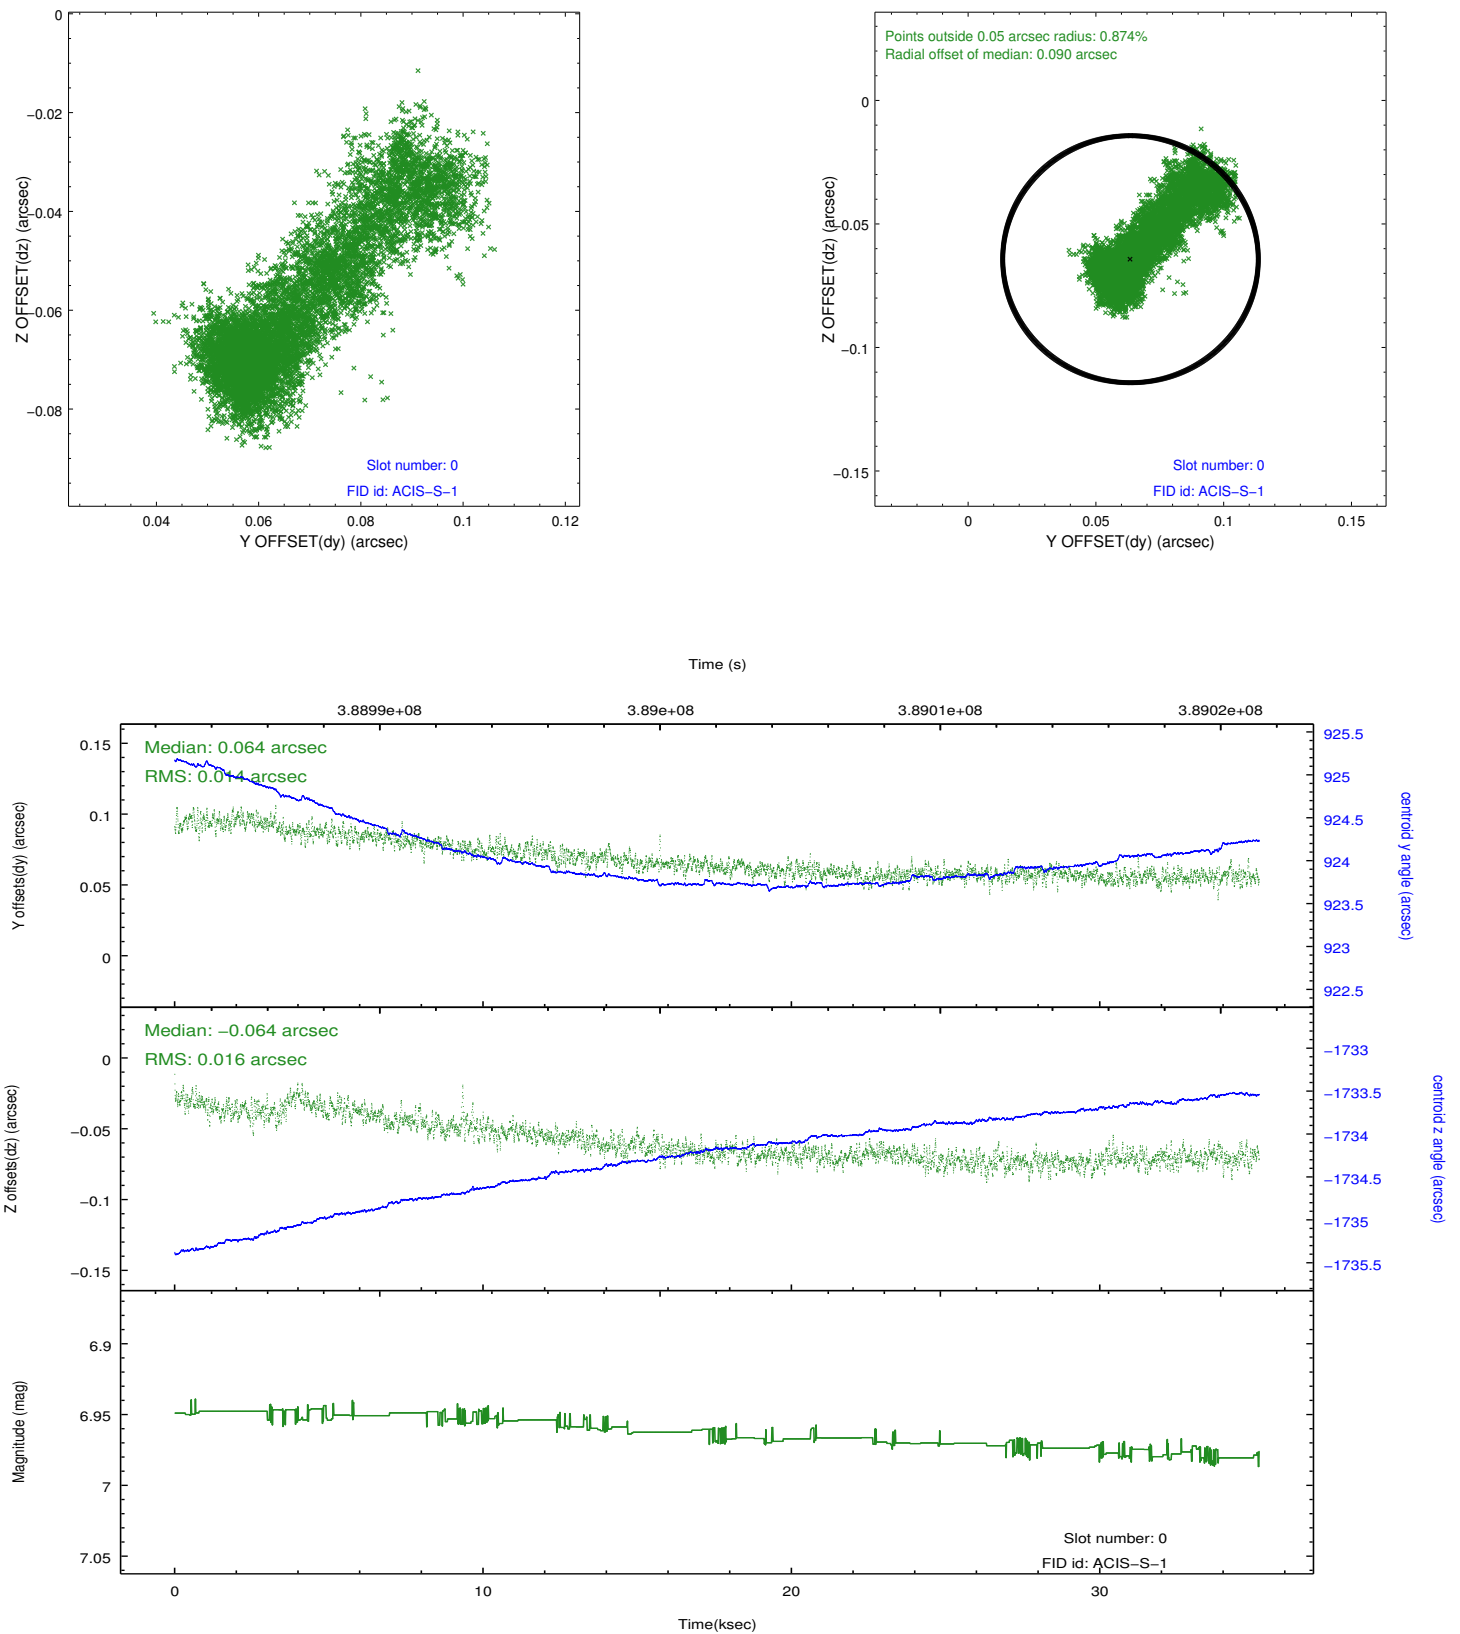 0
−0.02
−0.04
−0.06
−0.08
Z OFFSET(dz) (arcsec)
0.04 0.06 0.08 0.1 0.12
Y OFFSET(dy) (arcsec)
Slot number: 0
FID id: ACIS−S−1
Points outside 0.05 arcsec radius: 0.874%
Radial offset of median: 0.090 arcsec
0
−0.05
−0.1
−0.15
Z OFFSET(dz) (arcsec)
0 0.05 0.1 0.15
Y OFFSET(dy) (arcsec)
Slot number: 0
FID id: ACIS−S−1
Time (s)
3.8899e+08 3.89e+08 3.8901e+08 3.8902e+08
Median: 0.064 arcsec
RMS: 0.014 arcsec
0.15
0.1
0.05
0
Y offsets(dy) (arcsec)
925.5
925
924.5
924
923.5
923
922.5
centroid y angle (arcsec)
Median: −0.064 arcsec
RMS: 0.016 arcsec
0
−0.05
−0.1
−0.15
Z offsets(dz) (arcsec)
−1733
−1733.5
−1734
−1734.5
−1735
−1735.5
centroid z angle (arcsec)
6.9
6.95
7
7.05
Magnitude (mag)
Slot number: 0
FID id: ACIS−S−1
0 10 20 30
Time(ksec)